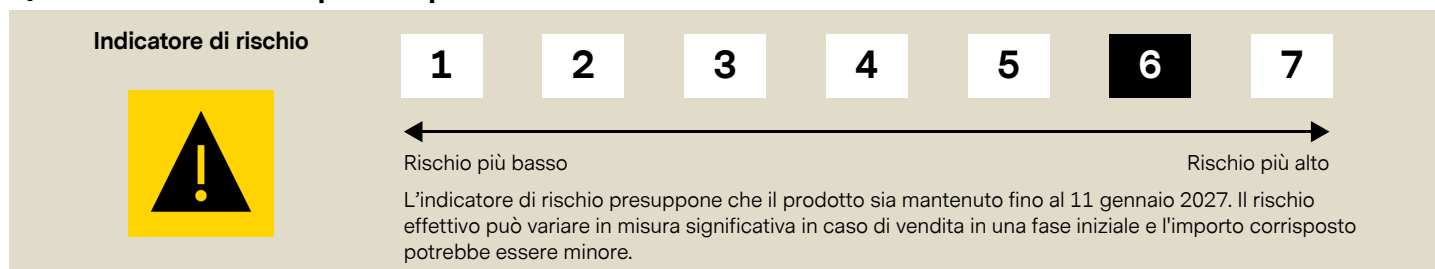 Indicatore di rischio
1 2 3 4 5 6 7
Rischio più basso Rischio più alto
L'indicatore di rischio presuppone che il prodotto sia mantenuto fino al 11 gennaio 2027. Il rischio
effettivo può variare in misura significativa in caso di vendita in una fase iniziale e l'importo corrisposto
potrebbe essere minore.